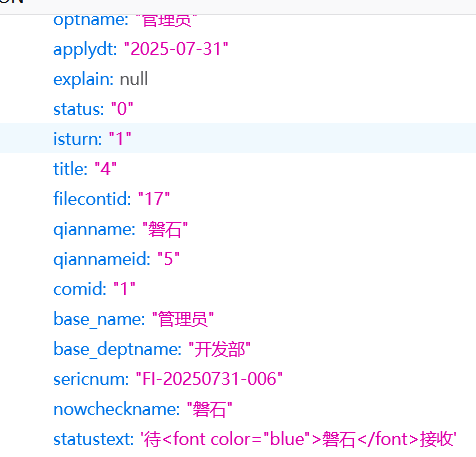 optname: "管理员"
applydt: "2025-07-31"
explain: null
status: "0"
isturn: "1"
title: "4"
filecontid: "17"
qianname: "磐石"
qiannameid: "5"
comid: "1"
base_name: "管理员"
base_deptname: "开发部"
sericnum: "FI-20250731-006"
nowcheckname: "磐石"
statustext: '待<font color="blue">磐石</font>接收'